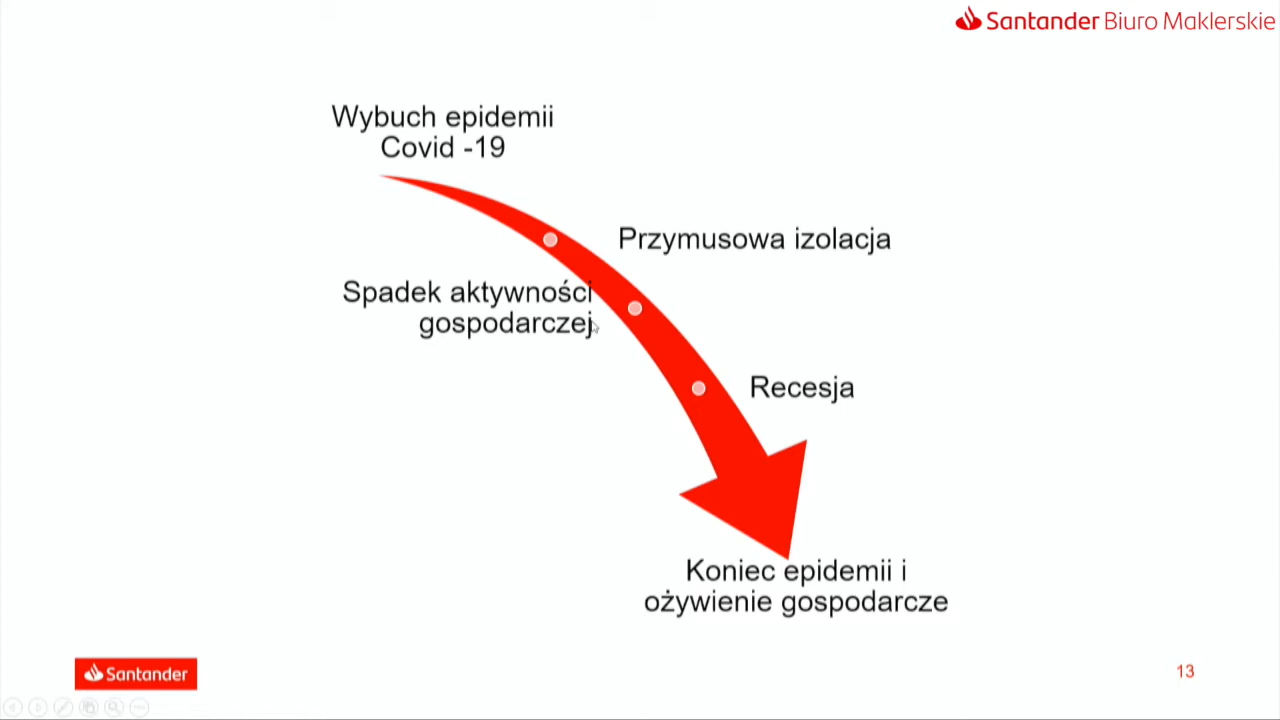 Santander Biuro Maklerskie
Wybuch epidemii
Covid -19
Przymusowa izolacja
Spadek aktywności
gospodarczej
Recesja
Koniec epidemii i
ożywienie gospodarcze
Santander
13